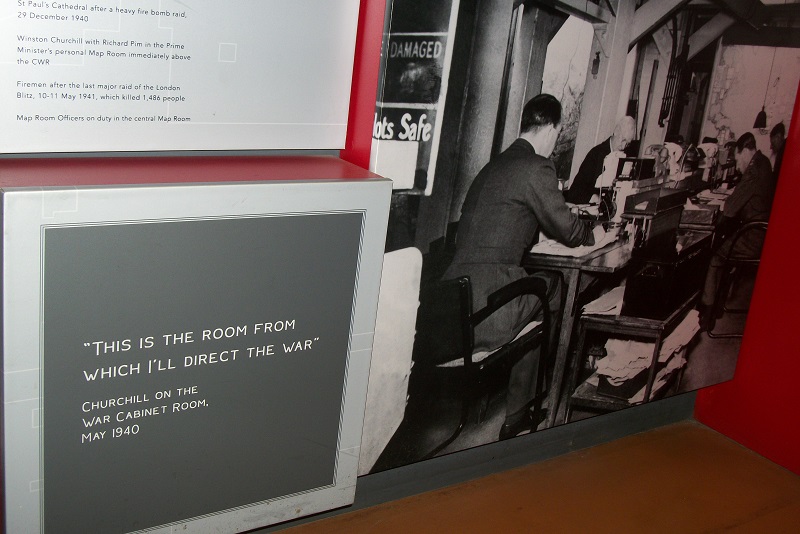 St Paul's Cathedral after a heavy fire bomb raid,
29 December 1940
Winston Churchill with Richard Pim in the Prime
Minister's personal Map Room immediately above
the CWR
Firemen after the last major raid of the London
Blitz, 10-11 May 1941, which killed 1,486 people
Map Room Officers on duty in the central Map Room
DAMAGED
Safe
"THIS IS THE ROOM FROM
WHICH I'LL DIRECT THE WAR"
CHURCHILL ON THE
WAR CABINET ROOM,
MAY 1940